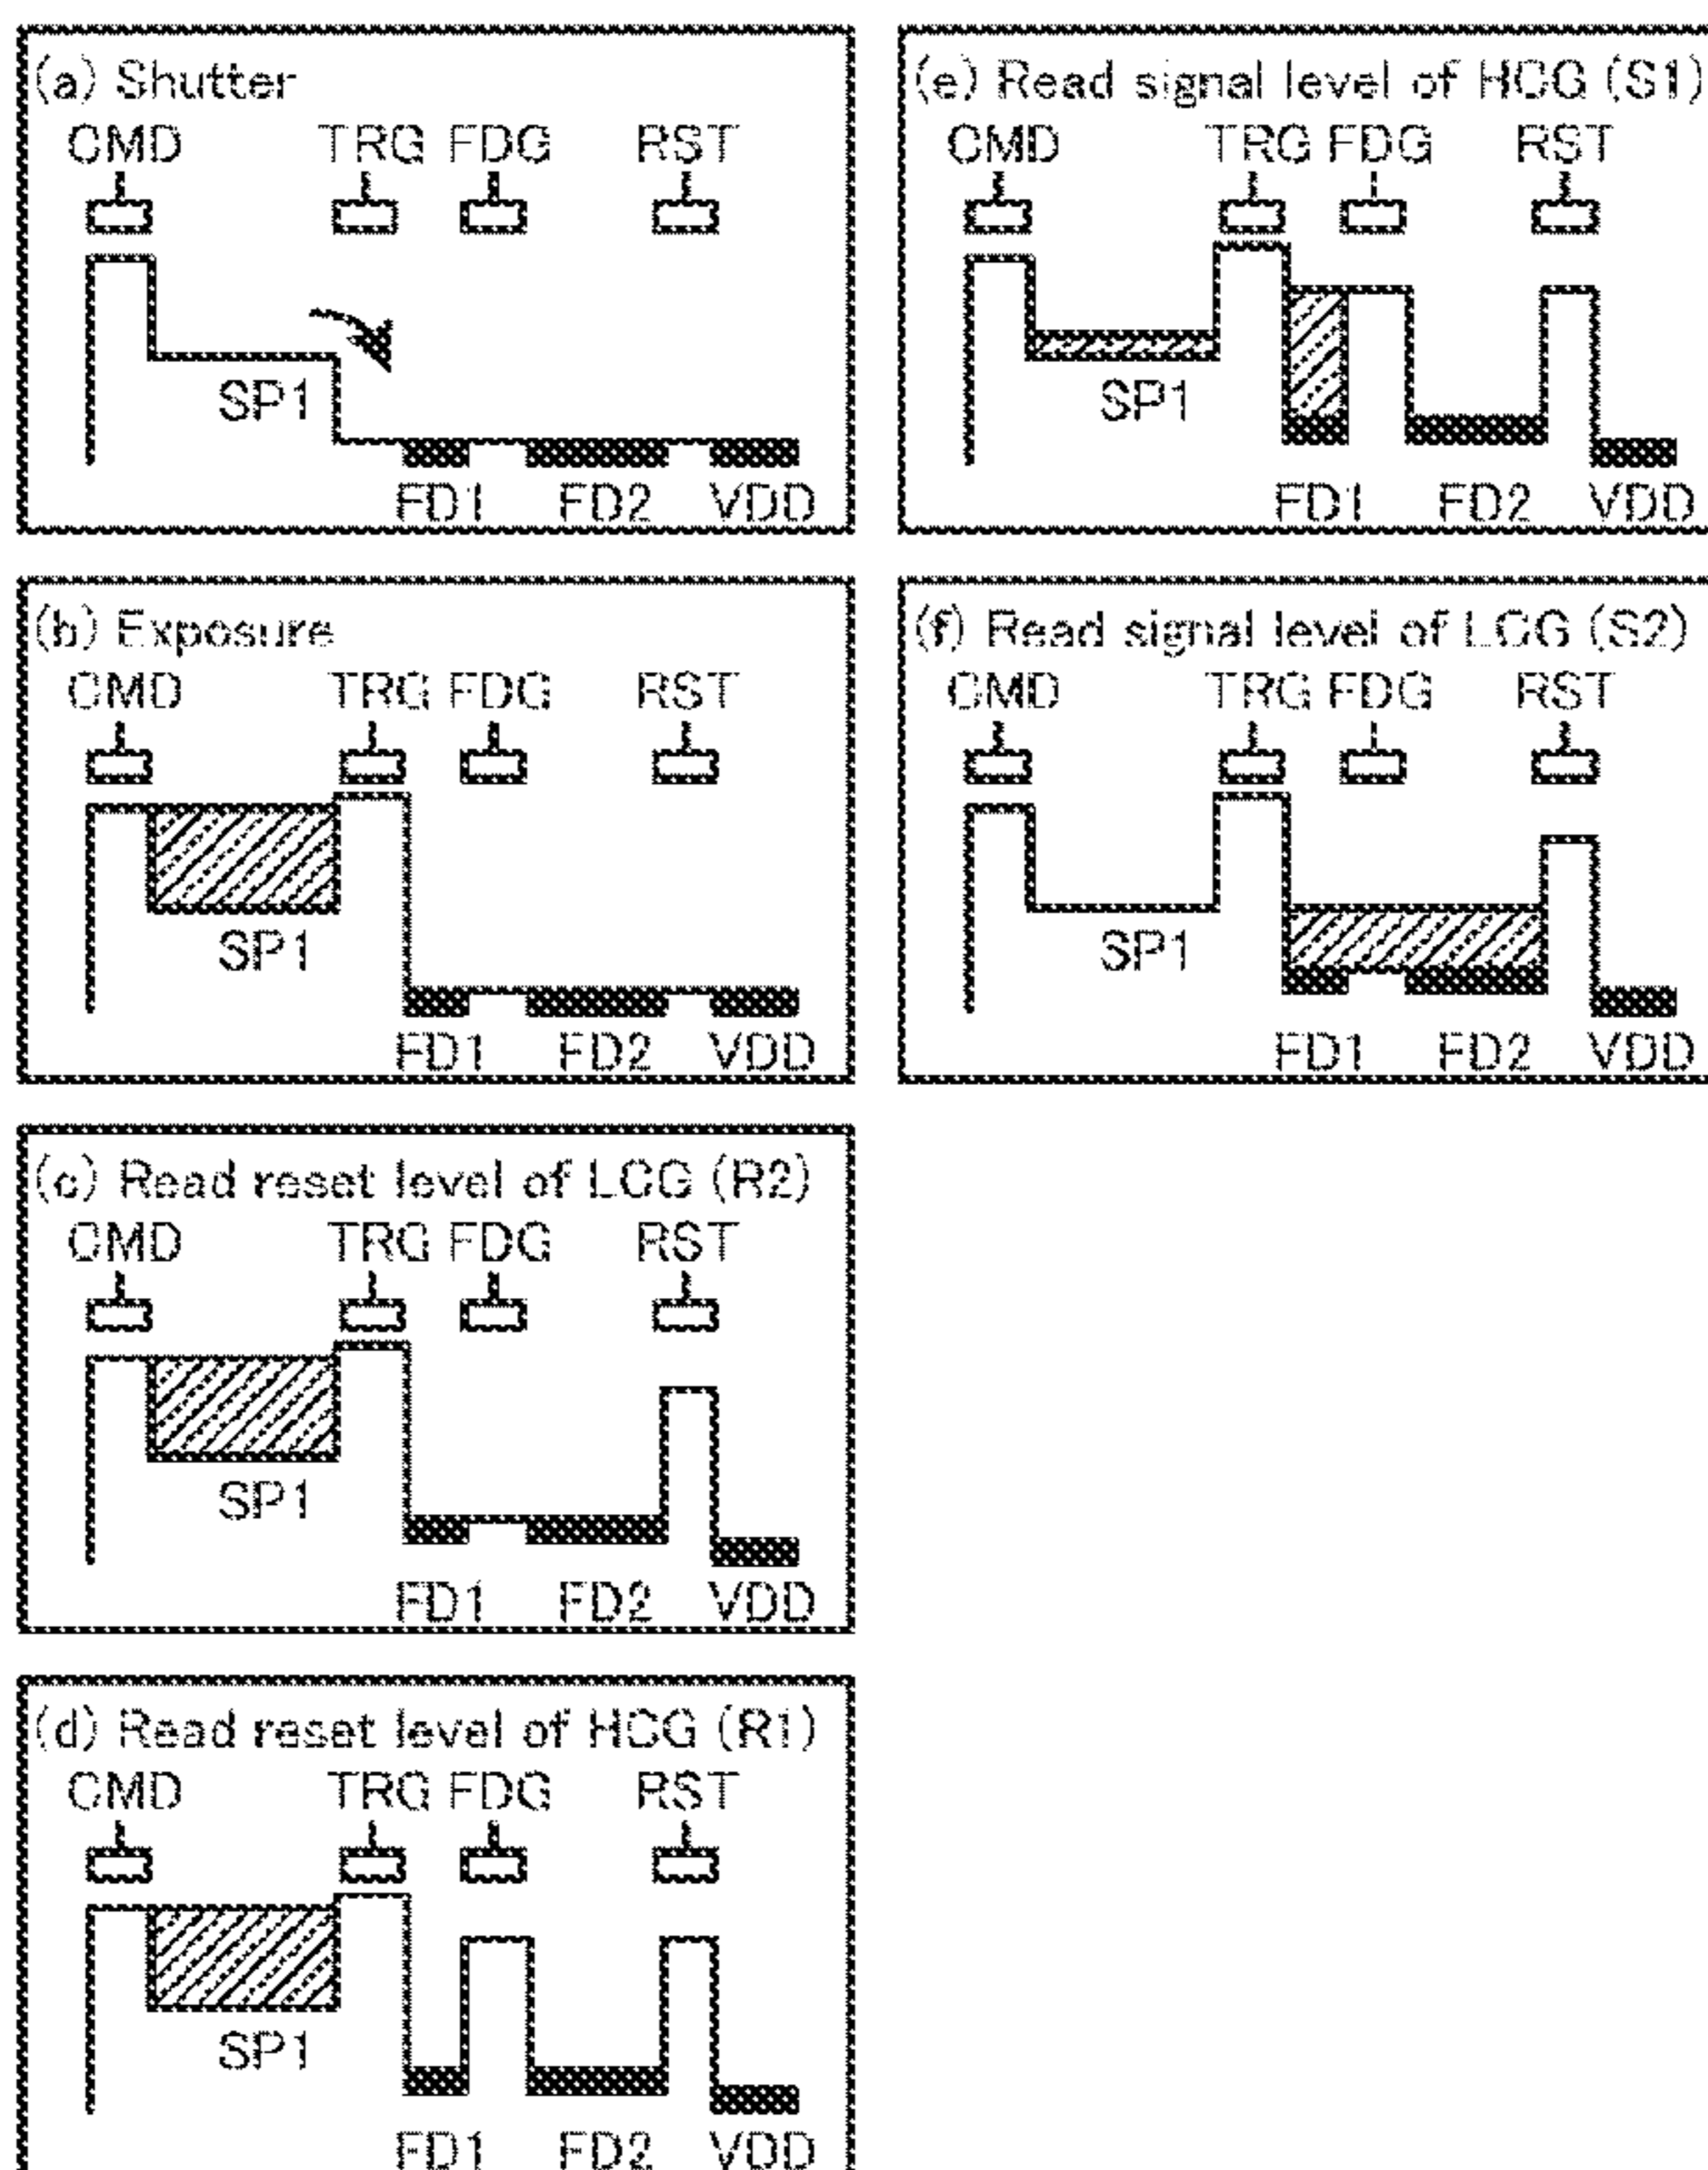 (a) Shutter
CMD TRG FDG RST
SP1
FD1 FD2 VDD
(b) Exposure
CMD TRG FDG RST
SP1
FD1 FD2 VDD
(c) Read reset level of LCG (R2)
CMD TRG FDG RST
SP1
FD1 FD2 VDD
(d) Read reset level of HCG (R1)
CMD TRG FDG RST
SP1
FD1 FD2 VDD
(e) Read signal level of HCG (S1)
CMD TRG FDG RST
SP1
FD1 FD2 VDD
(f) Read signal level of LCG (S2)
CMD TRG FDG RST
SP1
FD1 FD2 VDD